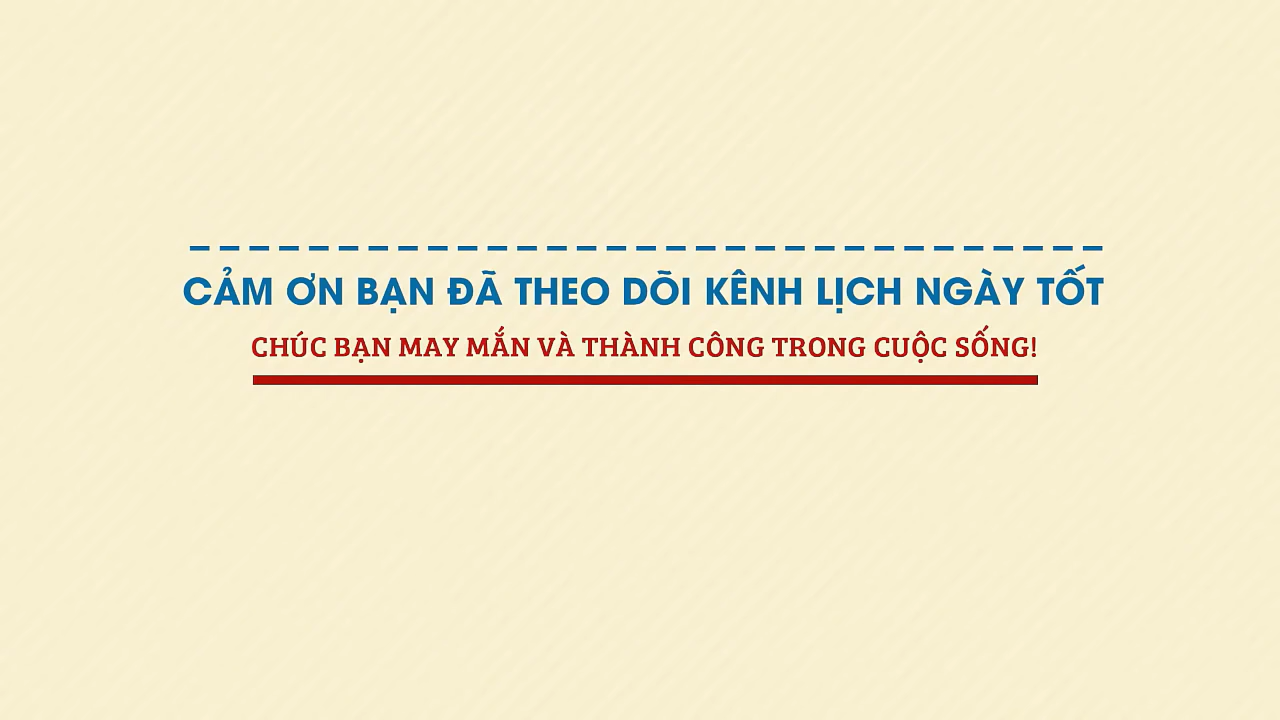 CẢM ƠN BẠN ĐÃ THEO DÕI KÊNH LỊCH NGÀY TỐT
CHÚC BẠN MAY MẮN VÀ THÀNH CÔNG TRONG CUỘC SỐNG!